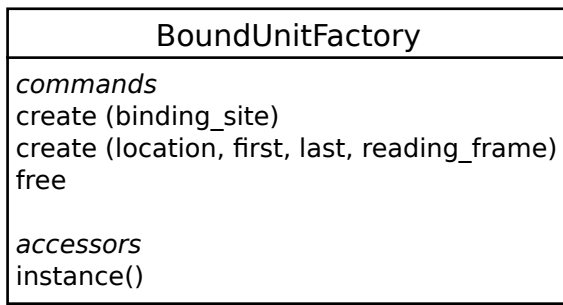 BoundUnitFactory
commands
create (binding_site)
create (location, first, last, reading_frame)
free
accessors
instance()